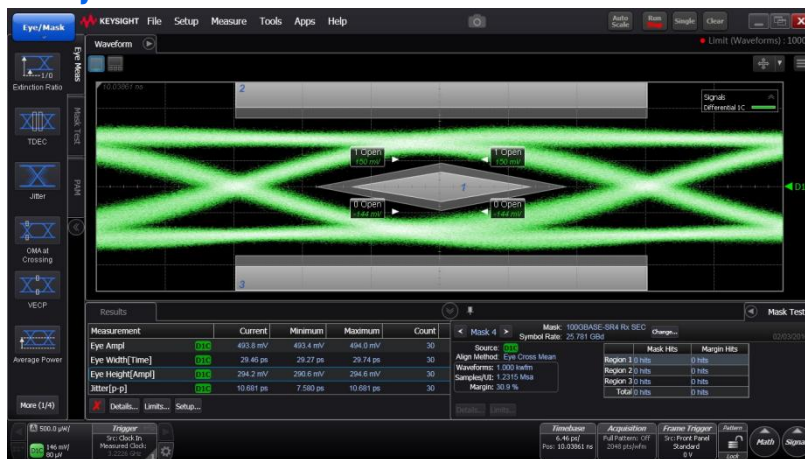 Eye/Mask
KEYSIGHT File Setup Measure Tools Apps Help
Auto Scale
Run Stop
Single
Clear
Waveform
Limit (Waveforms) : 1000
Eye Meas
Mask Test
PAM
Extinction Ratio
TDEC
Jitter
OMA at Crossing
VECP
Average Power
More (1/4)
10.03861 ns
2
Signals
Differential 1C
1 Open
150 mV
1 Open
150 mV
1
0 Open
-144 mV
0 Open
-144 mV
3
D1
Results
Measurement Current Minimum Maximum Count
Eye Ampl D1C 493.8 mV 493.4 mV 494.0 mV 30
Eye Width[Time] D1C 29.46 ps 29.27 ps 29.74 ps 30
Eye Height[Ampl] D1C 294.2 mV 290.6 mV 294.6 mV 30
Jitter[p-p] D1C 10.681 ps 7.580 ps 10.681 ps 30
Details... Limits... Setup...
Mask Test
Mask 4
Mask: 100GBASE-SR4 Rx SEC
Symbol Rate: 25.781 GBd
Change...
Source: D1C
Align Method: Eye Cross Mean
Waveforms: 1.000 kwfm
Samples/UI: 1.2315 Msa
Margin: 30.9 %
Mask Hits Margin Hits
Region 1 0 hits 0 hits
Region 2 0 hits 0 hits
Region 3 0 hits 0 hits
Total 0 hits 0 hits
Details... Limits...
500.0 µW/
D1C 146 mV/
80 µV
Trigger
Src: Clock In
Measured Clock:
Timebase
6.46 ps/
Pos: 10.03861 ns
Acquisition
Full Pattern: Off
2048 pts/wfm
Frame Trigger
Src: Front Panel
Standard
0 V
Pattern
Lock
Math